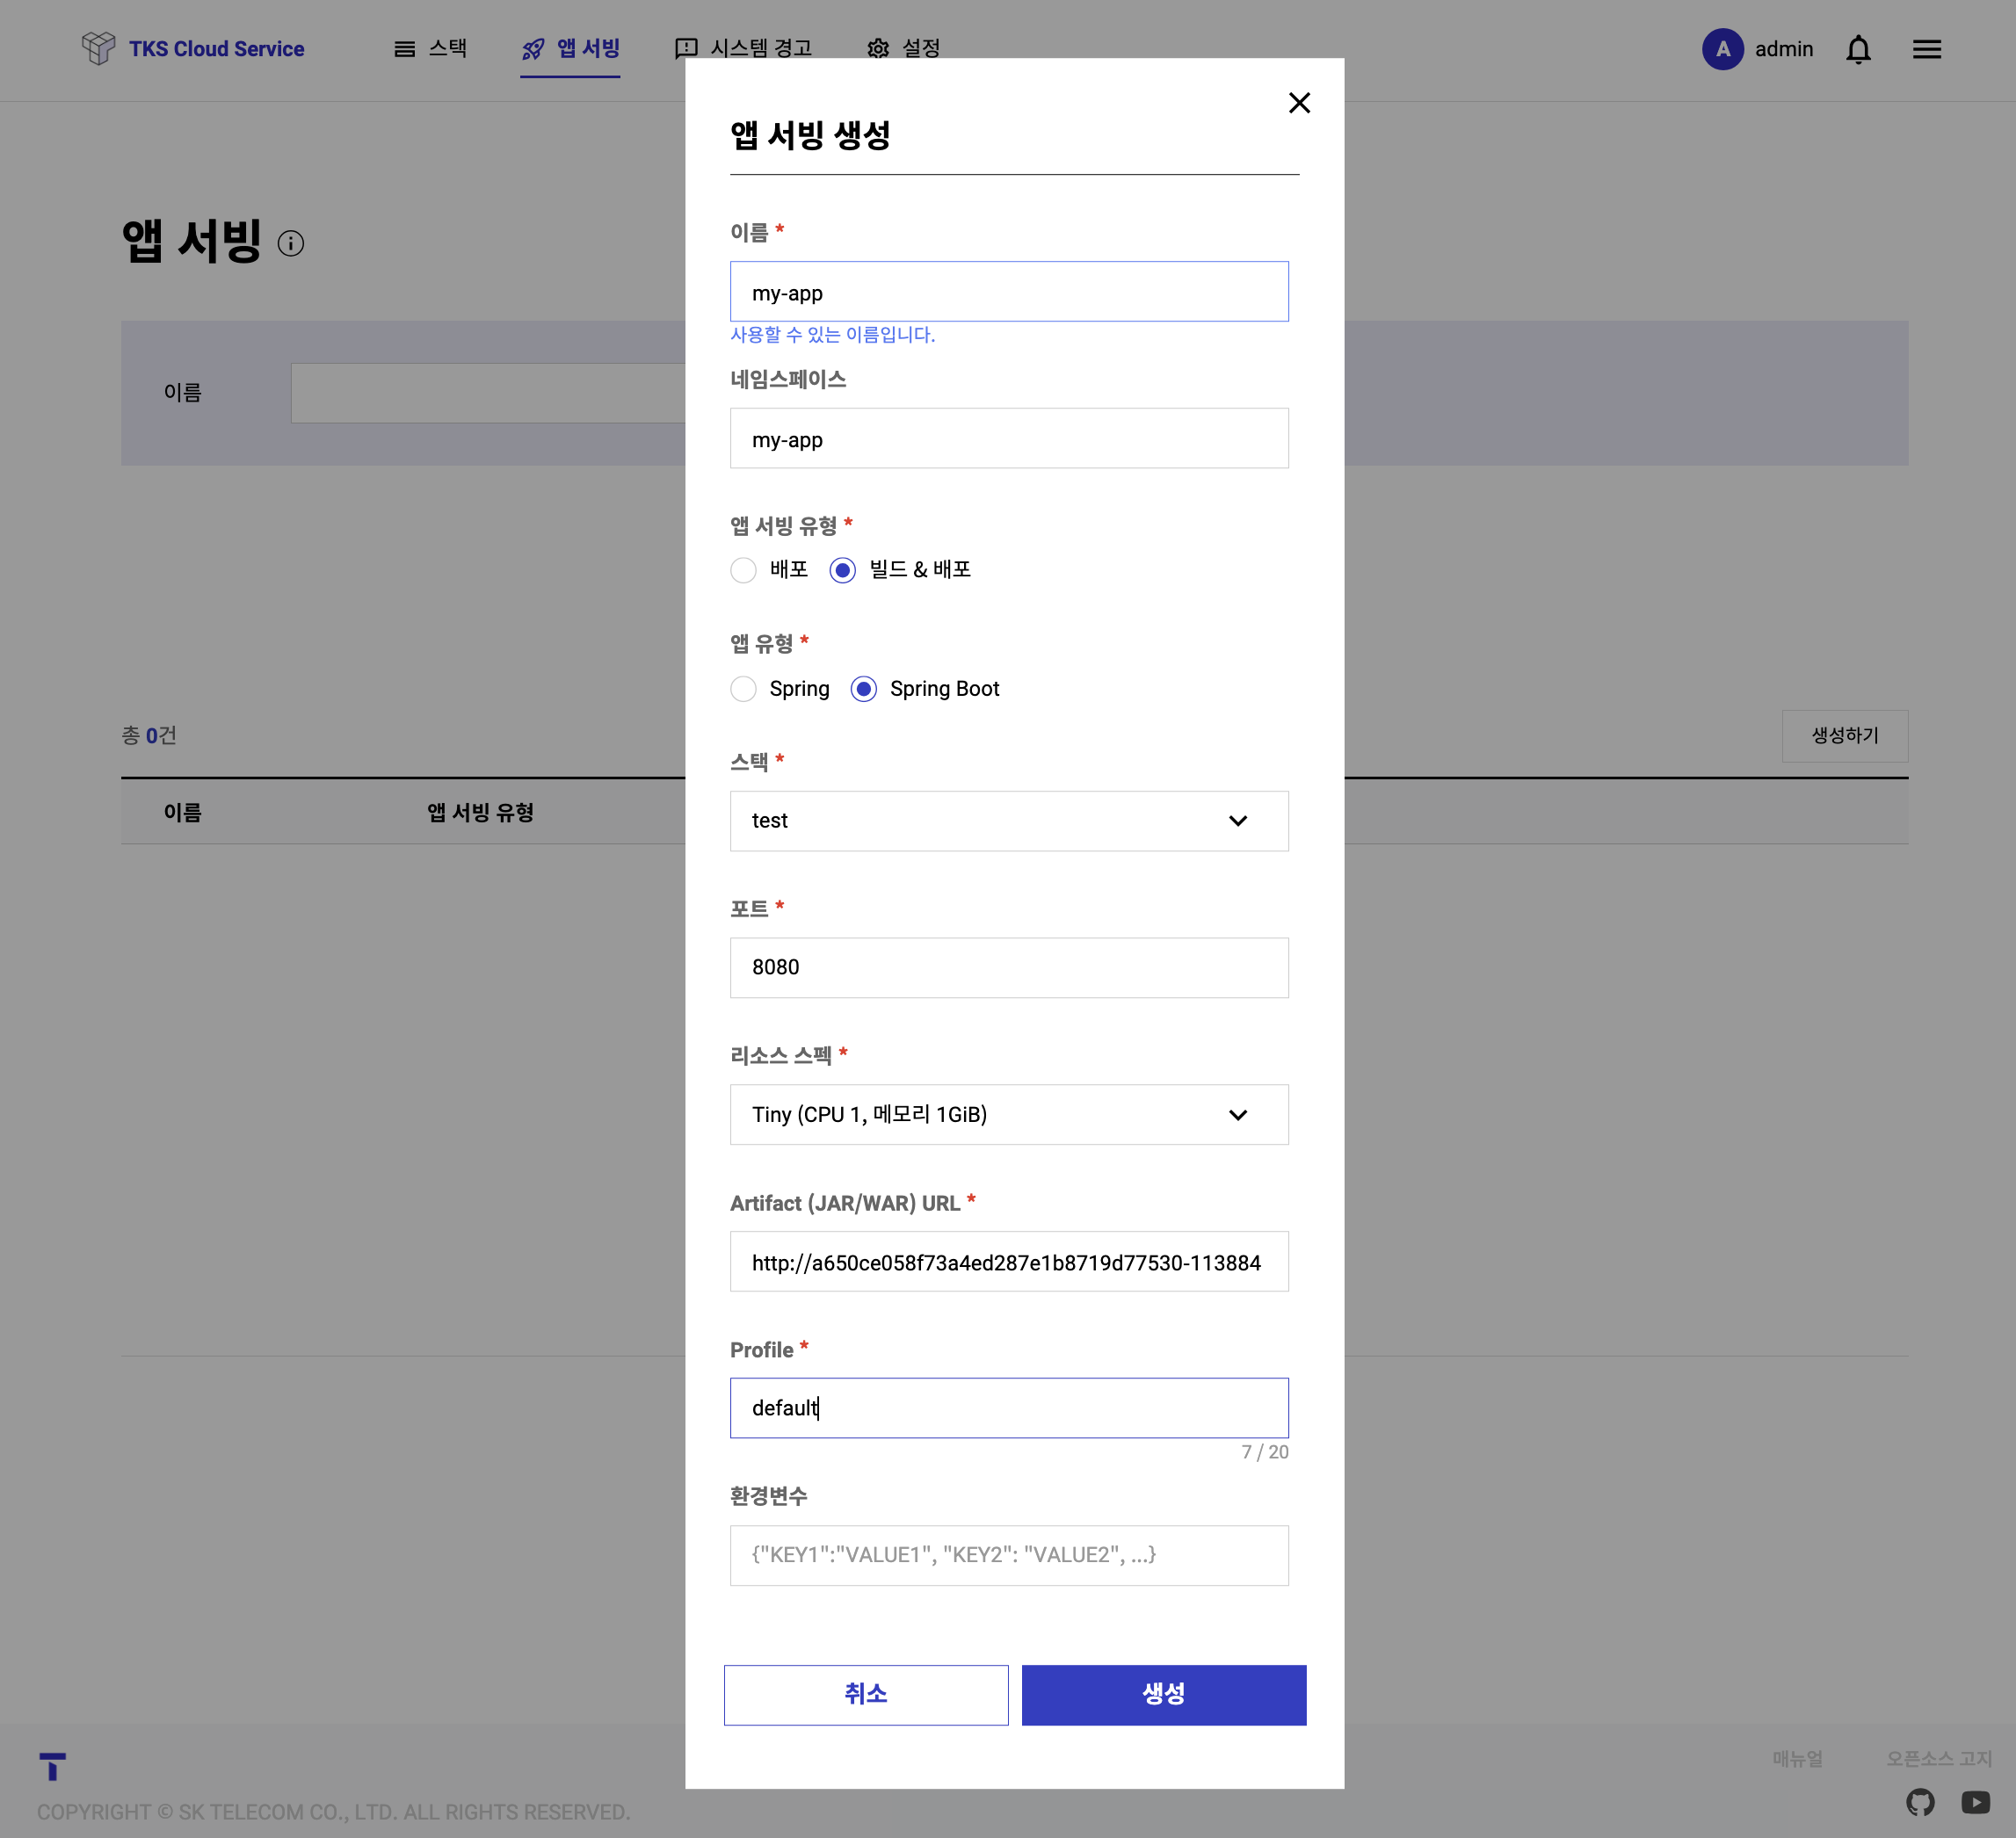 TKS Cloud Service
스택
앱 서빙
시스템 경고
설정
A
admin
앱 서빙
이름
총 0건
생성하기
이름
앱 서빙 유형
앱 서빙 생성
이름 *
my-app
사용할 수 있는 이름입니다.
네임스페이스
my-app
앱 서빙 유형 *
배포
빌드 & 배포
앱 유형 *
Spring
Spring Boot
스택 *
test
포트 *
8080
리소스 스펙 *
Tiny (CPU 1, 메모리 1GiB)
Artifact (JAR/WAR) URL *
http://a650ce058f73a4ed287e1b8719d77530-113884
Profile *
default
7 / 20
환경변수
{"KEY1":"VALUE1", "KEY2": "VALUE2", ...}
취소
생성
매뉴얼
오픈소스 고지
COPYRIGHT © SK TELECOM CO., LTD. ALL RIGHTS RESERVED.